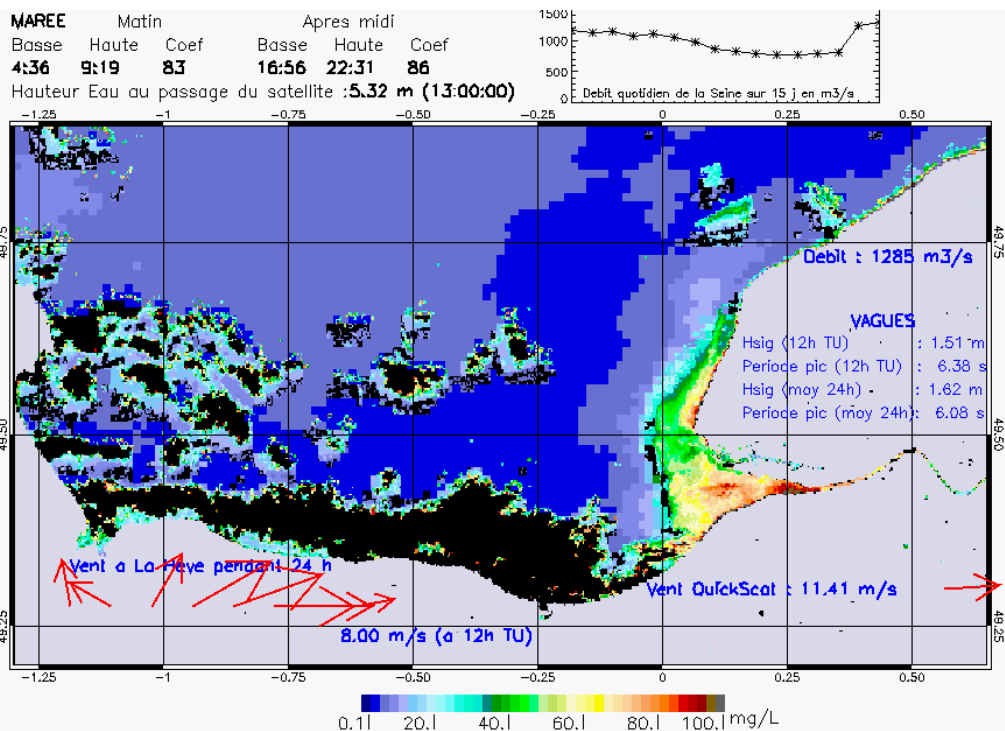 MAREE Matin Apres midi
Basse Haute Coef Basse Haute Coef
4:36 9:19 83 16:56 22:31 86
Hauteur Eau au passage du satellite :5.32 m (13:00:00)
1500
1000
500
0
Debit quotidien de la Seine sur 15 j en m3/s
-1.25 -1 -0.75 -0.50 -0.25 0 0.25 0.50
49.75 49.75
Debit : 1285 m3/s
VAGUES
Hsig (12h TU) : 1.51 m
Periode pic (12h TU) : 6.38 s
Hsig (moy 24h) : 1.62 m
Periode pic (moy 24h): 6.08 s
49.50 49.50
Vent a La Heve pendant 24 h
Vent QuickScat : 11.41 m/s
8.00 m/s (a 12h TU)
49.25 49.25
-1.25 -1 -0.75 -0.50 -0.25 0 0.25 0.50
0.1 20.1 40.1 60.1 80.1 100.1 mg/L